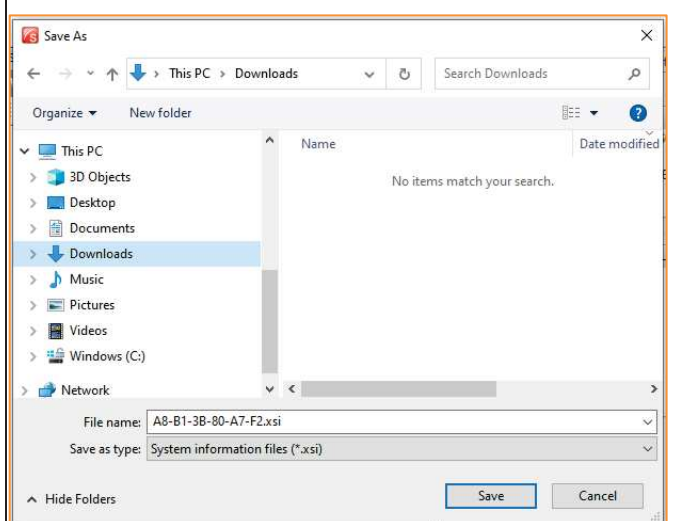 Save As
This PC > Downloads
Search Downloads
Organize New folder
Name Date modified
No items match your search.
This PC
3D Objects
Desktop
Documents
Downloads
Music
Pictures
Videos
Windows (C:)
Network
File name: A8-B1-3B-80-A7-F2.xsi
Save as type: System information files (*.xsi)
Hide Folders Save Cancel